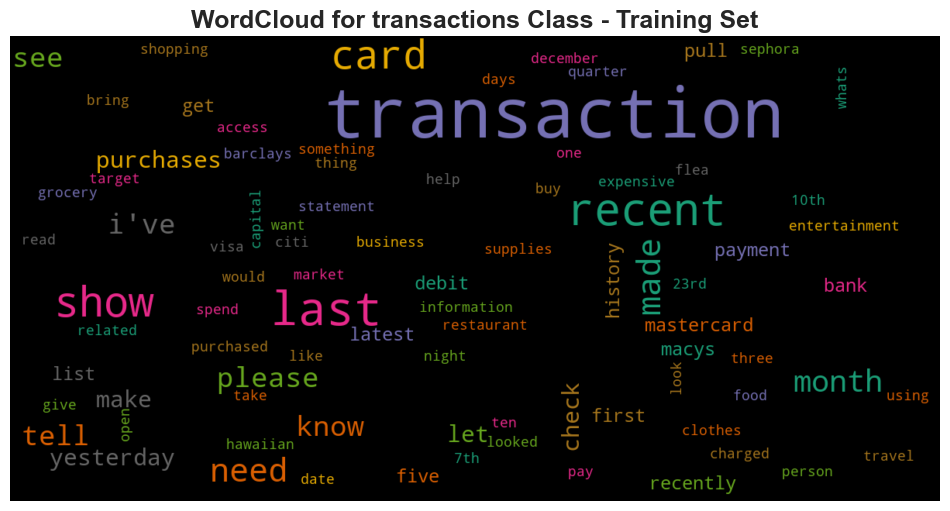 WordCloud for transactions Class - Training Set
see shopping card december pull sephora
quarter
days whats
bring get transaction
access
purchases barclays something one
thing
target help flea
grocery buy expensive
i've capital statement recent 10th
want entertainment
read visa citi business supplies history made payment
would market debit 23rd bank
show spend last information
related latest restaurant mastercard
purchased like night macys three
list please look month
give make take check first food using
open ten
tell hawaiian know let looked clothes
yesterday 7th charged travel
need date five pay recently person